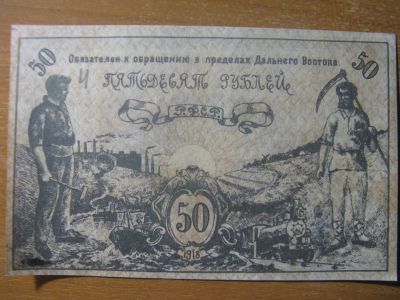 Обязателен к обращению в пределах Дальнего Востока
50
50
ПЯТЬДЕСЯТ РУБЛЕЙ
Р.Ф.С.Р.
50
1918